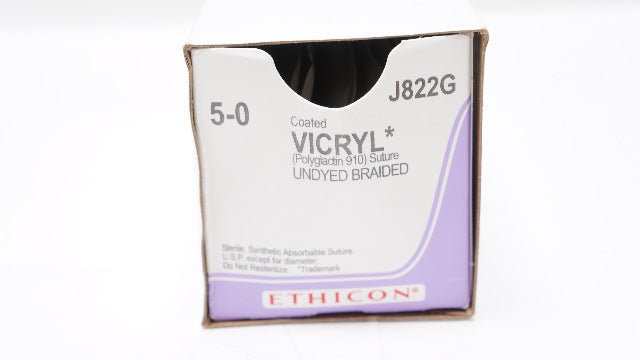 5-0
J822G
Coated
VICRYL*
(Polyglactin 910) Suture
UNDYED BRAIDED
Sterile, Synthetic Absorbable Suture.
U.S.P. except for diameter.
Do Not Resterilize. *Trademark
ETHICON®